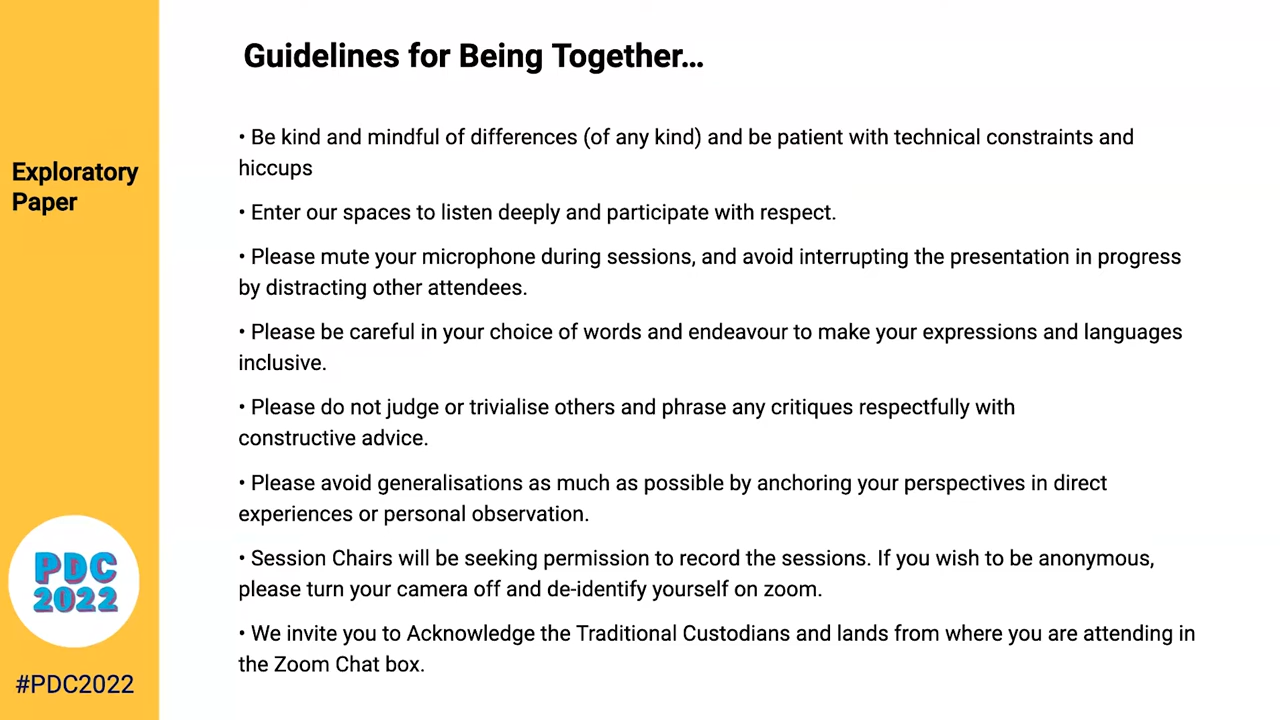 Guidelines for Being Together...
Exploratory
Paper
• Be kind and mindful of differences (of any kind) and be patient with technical constraints and
hiccups
• Enter our spaces to listen deeply and participate with respect.
• Please mute your microphone during sessions, and avoid interrupting the presentation in progress
by distracting other attendees.
• Please be careful in your choice of words and endeavour to make your expressions and languages
inclusive.
• Please do not judge or trivialise others and phrase any critiques respectfully with
constructive advice.
• Please avoid generalisations as much as possible by anchoring your perspectives in direct
experiences or personal observation.
• Session Chairs will be seeking permission to record the sessions. If you wish to be anonymous,
please turn your camera off and de-identify yourself on zoom.
• We invite you to Acknowledge the Traditional Custodians and lands from where you are attending in
the Zoom Chat box.
PDC
2022
#PDC2022